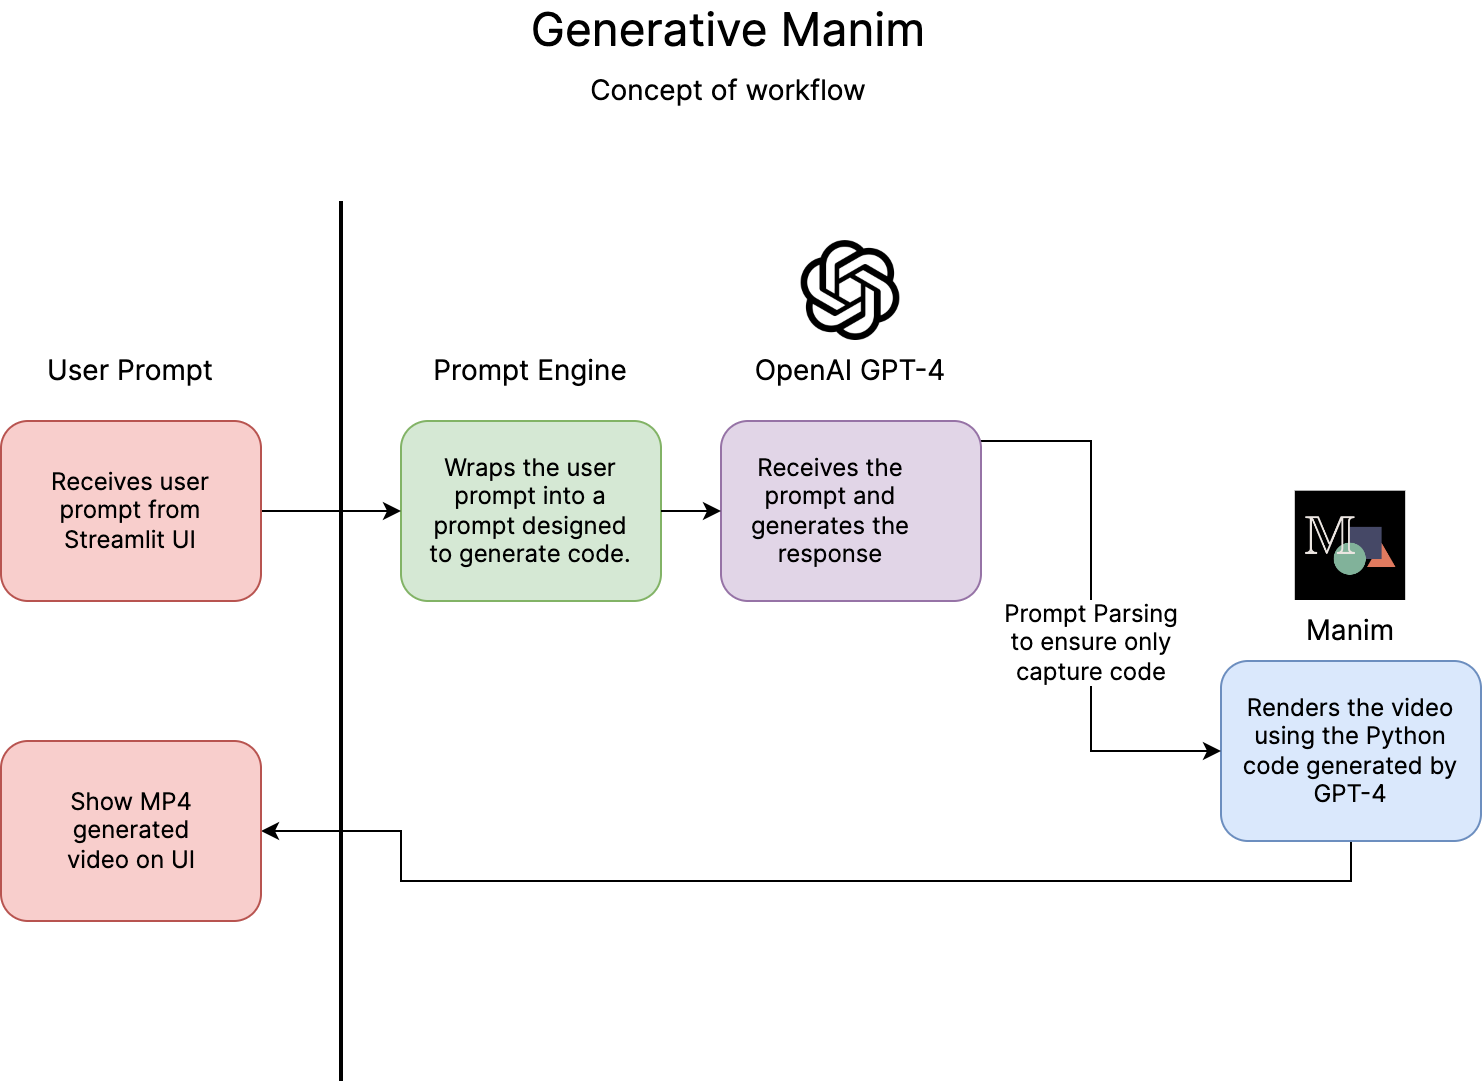 Generative Manim
Concept of workflow
User Prompt
Receives user
prompt from
Streamlit UI
Prompt Engine
Wraps the user
prompt into a
prompt designed
to generate code.
OpenAI GPT-4
Receives the
prompt and
generates the
response
Prompt Parsing
to ensure only
capture code
M
Manim
Renders the video
using the Python
code generated by
GPT-4
Show MP4
generated
video on UI